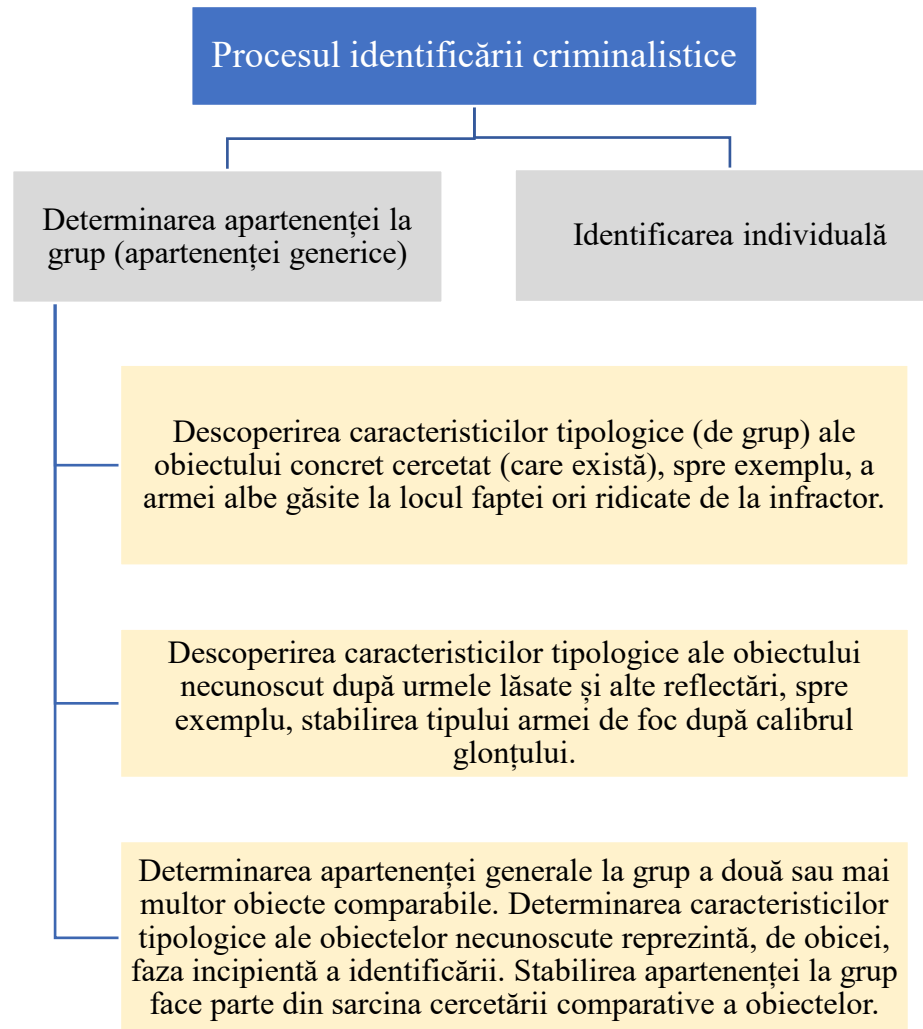 Procesul identificării criminalistice
Determinarea apartenenței la
grup (apartenenței generice)
Identificarea individuală
Descoperirea caracteristicilor tipologice (de grup) ale
obiectului concret cercetat (care există), spre exemplu, a
armei albe găsite la locul faptei ori ridicate de la infractor.
Descoperirea caracteristicilor tipologice ale obiectului
necunoscut după urmele lăsate și alte reflectări, spre
exemplu, stabilirea tipului armei de foc după calibrul
glonțului.
Determinarea apartenenței generale la grup a două sau mai
multor obiecte comparabile. Determinarea caracteristicilor
tipologice ale obiectelor necunoscute reprezintă, de obicei,
faza incipientă a identificării. Stabilirea apartenenței la grup
face parte din sarcina cercetării comparative a obiectelor.